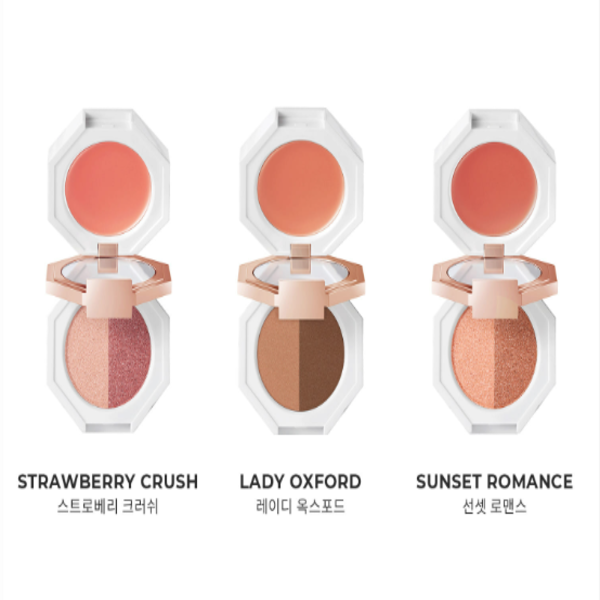 STRAWBERRY CRUSH
스트로베리 크러쉬
LADY OXFORD
레이디 옥스포드
SUNSET ROMANCE
선셋 로맨스